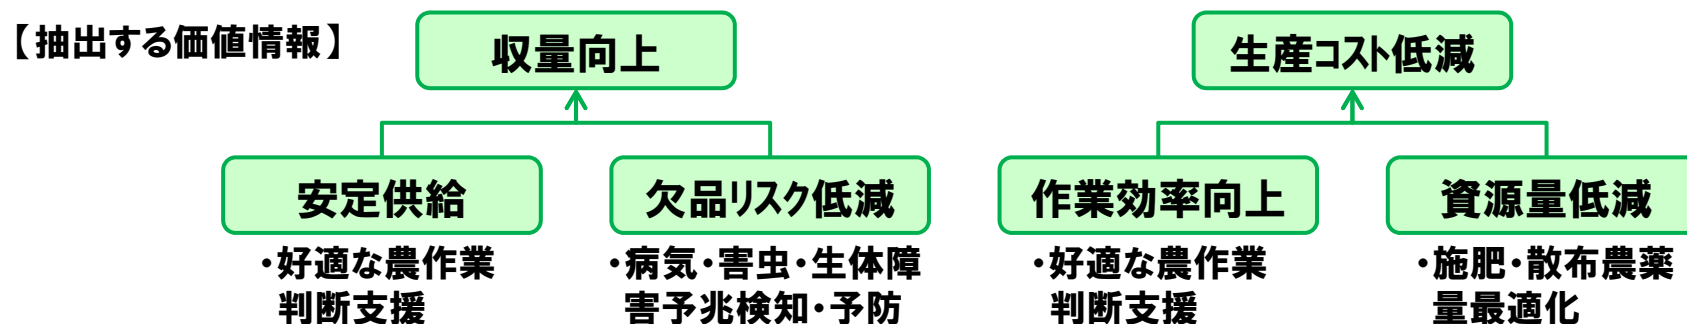 【抽出する価値情報】
収量向上
生産コスト低減
安定供給
欠品リスク低減
作業効率向上
資源量低減
・好適な農作業
判断支援
・病気・害虫・生体障
害予兆検知・予防
・好適な農作業
判断支援
・施肥・散布農薬
量最適化